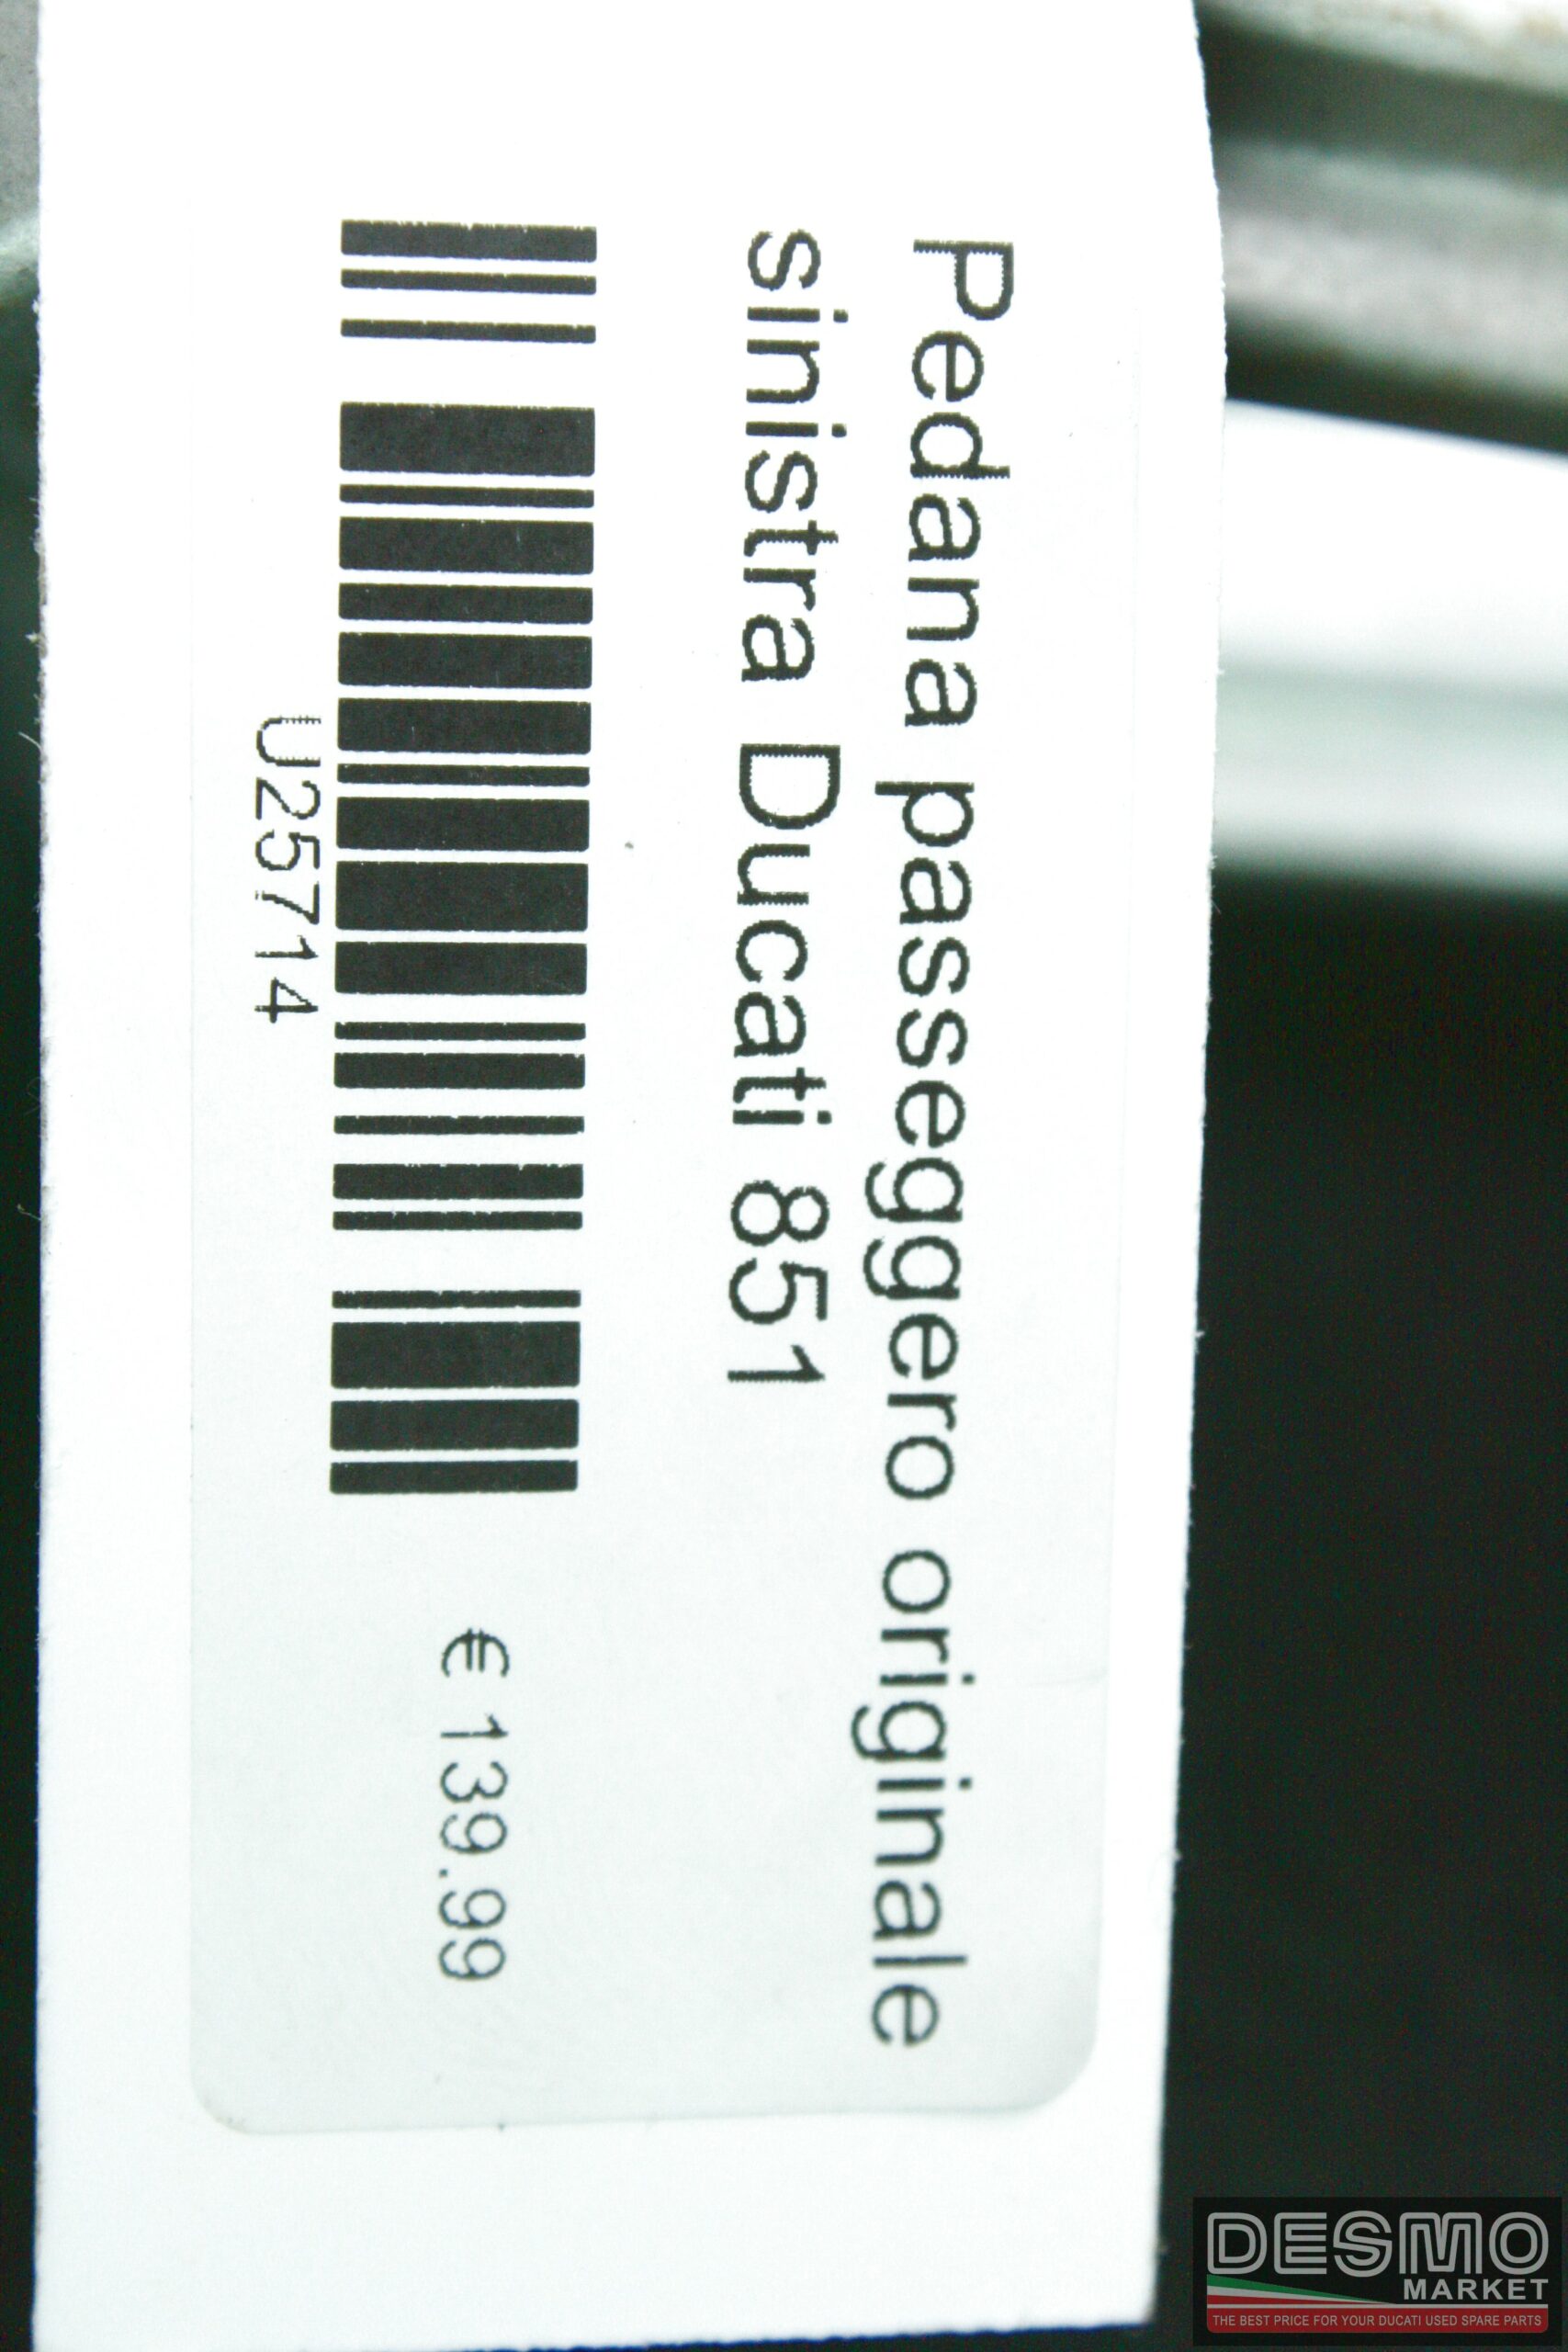 Pedana passeggero originale
sinistra Ducati 851
U25714
€ 139.99
DESMO
MARKET
THE BEST PRICE FOR YOUR DUCATI USED SPARE PARTS